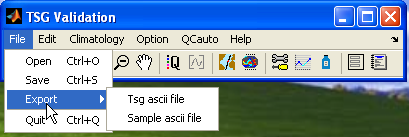 TSG Validation
File Edit Climatology Option QCauto Help
Q
Open Ctrl+O
Save Ctrl+S
Export
Tsg ascii file
Sample ascii file
Quit Ctrl+Q